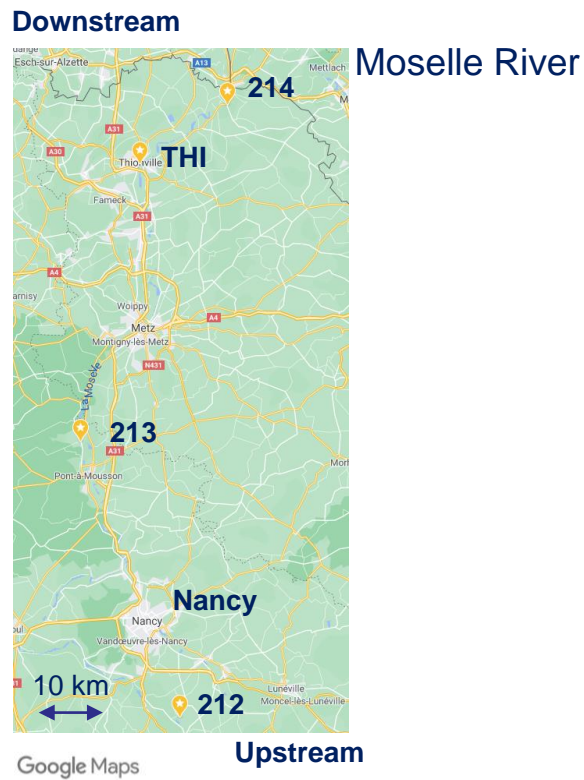 Downstream
Moselle River
Esch-sur-Alzette
A13
Mettlach
214
A31
A30
THI
Thionville
Fameck
A31
A4
Woippy
Metz
A4
Montigny-lès-Metz
N431
La Moselle
213
A31
Pont-à-Mousson
Nancy
Nancy
Vandœuvre-lès-Nancy
10 km
212
Lunéville
Moncel-lès-Lunéville
Upstream
Google Maps